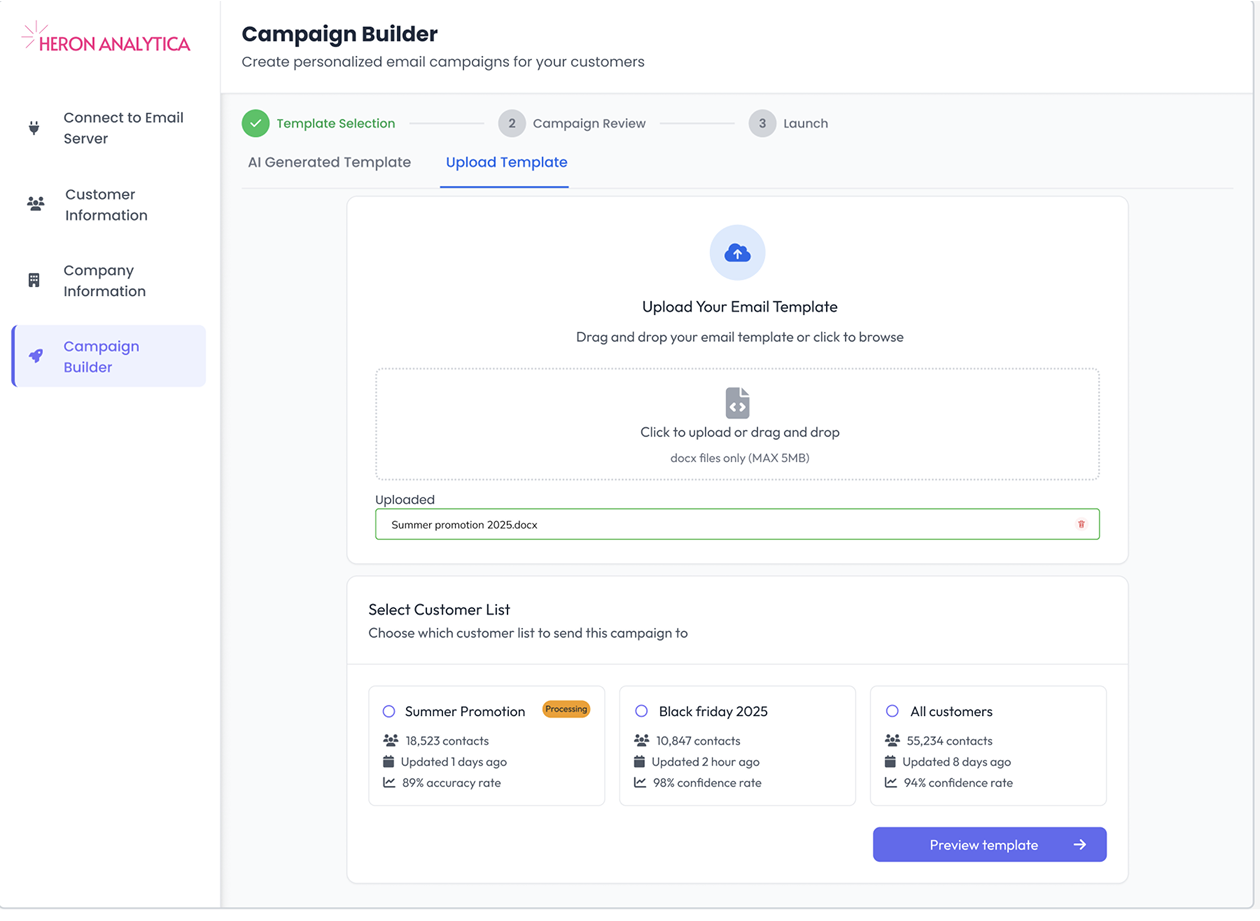 HERON ANALYTICA
Connect to Email
Server
Customer
Information
Company
Information
Campaign
Builder
Campaign Builder
Create personalized email campaigns for your customers
Template Selection
2 Campaign Review
3 Launch
AI Generated Template
Upload Template
Upload Your Email Template
Drag and drop your email template or click to browse
Click to upload or drag and drop
docx files only (MAX 5MB)
Uploaded
Summer promotion 2025.docx
Select Customer List
Choose which customer list to send this campaign to
Summer Promotion Processing
18,523 contacts
Updated 1 days ago
89% accuracy rate
Black friday 2025
10,847 contacts
Updated 2 hour ago
98% confidence rate
All customers
55,234 contacts
Updated 8 days ago
94% confidence rate
Preview template